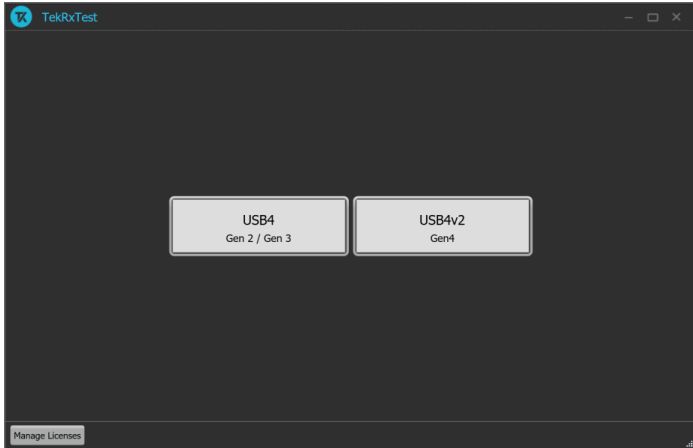 TekRxTest
USB4
Gen 2 / Gen 3
USB4v2
Gen4
Manage Licenses